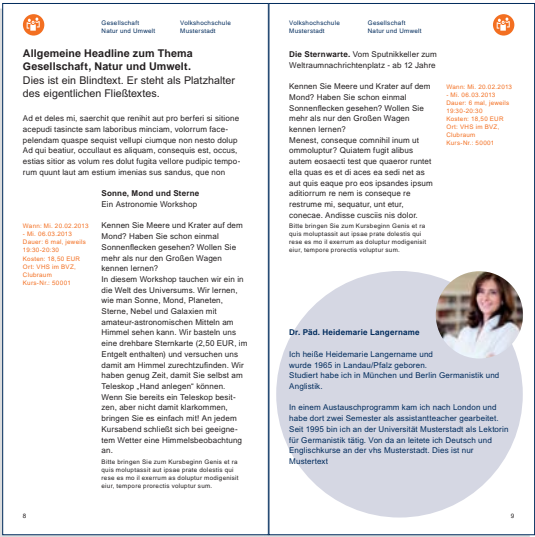 Gesellschaft
Natur und Umwelt
Volkshochschule
Musterstadt
Allgemeine Headline zum Thema
Gesellschaft, Natur und Umwelt.
Dies ist ein Blindtext. Er steht als Platzhalter
des eigentlichen Fließtextes.
Ad et deles mi, saerchit que renihit aut pro berferi si sitione
acepudi tasincte sam laboribus minciam, volorrum face-
pelendam quaspe sequist vellupi ciumque non nesto dolup
Ad qui beatiur, occullaut es aliquam, consequis est, occus,
estias sitior as volum res dolut fugita vellore pudipic tempo-
rum quunt laut am estium imenias sus sandus, que non
Sonne, Mond und Sterne
Ein Astronomie Workshop
Wann: Mi. 20.02.2013
- Mi. 06.03.2013
Dauer: 6 mal, jeweils
19:30-20:30
Kosten: 18,50 EUR
Ort: VHS im BVZ,
Clubraum
Kurs-Nr.: 50001
Kennen Sie Meere und Krater auf dem
Mond? Haben Sie schon einmal
Sonnenflecken gesehen? Wollen Sie
mehr als nur den Großen Wagen
kennen lernen?
In diesem Workshop tauchen wir ein in
die Welt des Universums. Wir lernen,
wie man Sonne, Mond, Planeten,
Sterne, Nebel und Galaxien mit
amateur-astronomischen Mitteln am
Himmel sehen kann. Wir basteln uns
eine drehbare Sternkarte (2,50 EUR, im
Entgelt enthalten) und versuchen uns
damit am Himmel zurechtzufinden. Wir
haben genug Zeit, damit Sie selbst am
Teleskop „Hand anlegen“ können.
Wenn Sie bereits ein Teleskop besit-
zen, aber nicht damit klarkommen,
bringen Sie es einfach mit! An jedem
Kursabend schließt sich bei geeigne-
tem Wetter eine Himmelsbeobachtung
an.
Bitte bringen Sie zum Kursbeginn Genis et ra
quis moluptassit aut ipsae prate dolestis qui
rese es mo il exerrum as doluptur modigenisit
eiur, tempore prorectis voluptur sum.
8
Volkshochschule
Musterstadt
Gesellschaft
Natur und Umwelt
Die Sternwarte. Vom Sputnikkeller zum
Weltraumnachrichtenplatz - ab 12 Jahre
Kennen Sie Meere und Krater auf dem
Mond? Haben Sie schon einmal
Sonnenflecken gesehen? Wollen Sie
mehr als nur den Großen Wagen
kennen lernen?
Menest, conseque comnihil inum ut
ommoluptur? Quiatem fugit alibus
autem eosaecti test que quaeror runtet
ella quas es et di aces ea sedi net as
aut quis eaque pro eos ipsandes ipsum
aditiorrum re nem is conseque re
restrume mi, sequatur, unt etur,
conecae. Andisse cusciis nis dolor.
Bitte bringen Sie zum Kursbeginn Genis et ra
quis moluptassit aut ipsae prate dolestis qui
rese es mo il exerrum as doluptur modigenisit
eiur, tempore prorectis voluptur sum.
Wann: Mi. 20.02.2013
- Mi. 06.03.2013
Dauer: 6 mal, jeweils
19:30-20:30
Kosten: 18,50 EUR
Ort: VHS im BVZ,
Clubraum
Kurs-Nr.: 50001
Dr. Päd. Heidemarie Langername
Ich heiße Heidemarie Langername und
wurde 1965 in Landau/Pfalz geboren.
Studiert habe ich in München und Berlin Germanistik und
Anglistik.
In einem Austauschprogram kam ich nach London und
habe dort zwei Semester als assistantteacher gearbeitet.
Seit 1995 bin ich an der Universität Musterstadt als Lektorin
für Germanistik tätig. Von da an leitete ich Deutsch und
Englischkurse an der vhs Musterstadt. Dies ist nur
Mustertext
9